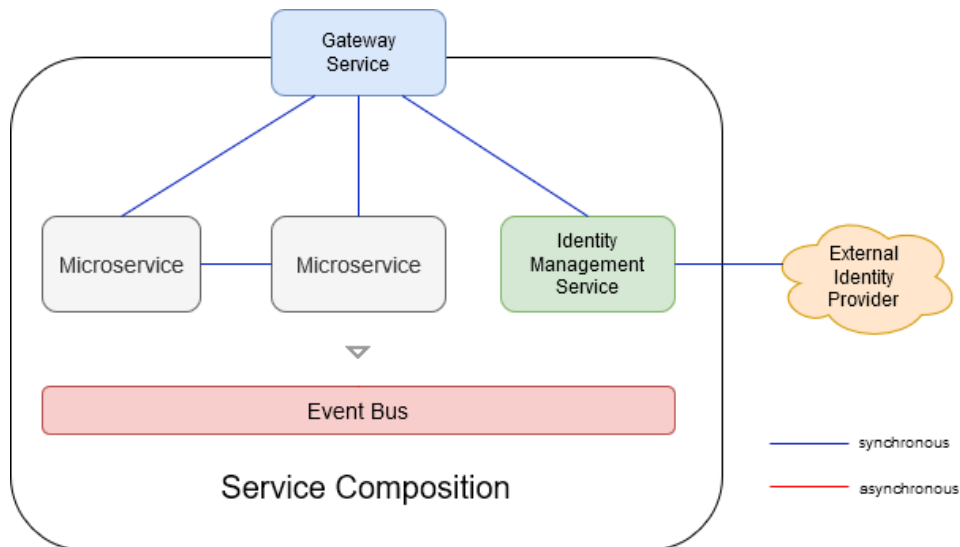 Gateway
Service
Microservice
Microservice
Identity
Management
Service
External
Identity
Provider
Event Bus
Service Composition
synchronous
asynchronous